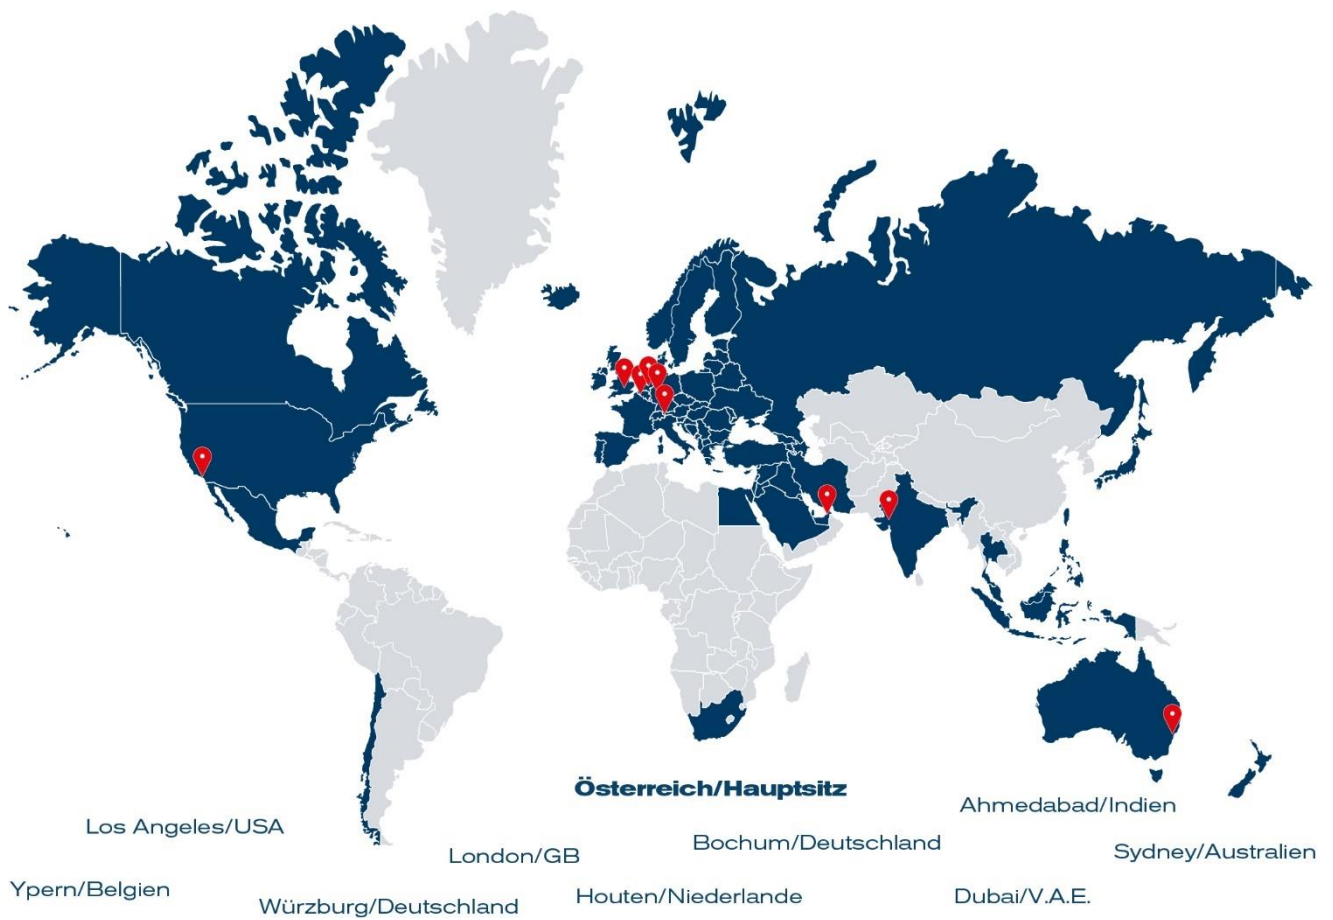 Österreich/Hauptsitz
Ahmedabad/Indien
Los Angeles/USA
Bochum/Deutschland
London/GB
Sydney/Australien
Ypern/Belgien
Houten/Niederlande
Dubai/V.A.E.
Würzburg/Deutschland